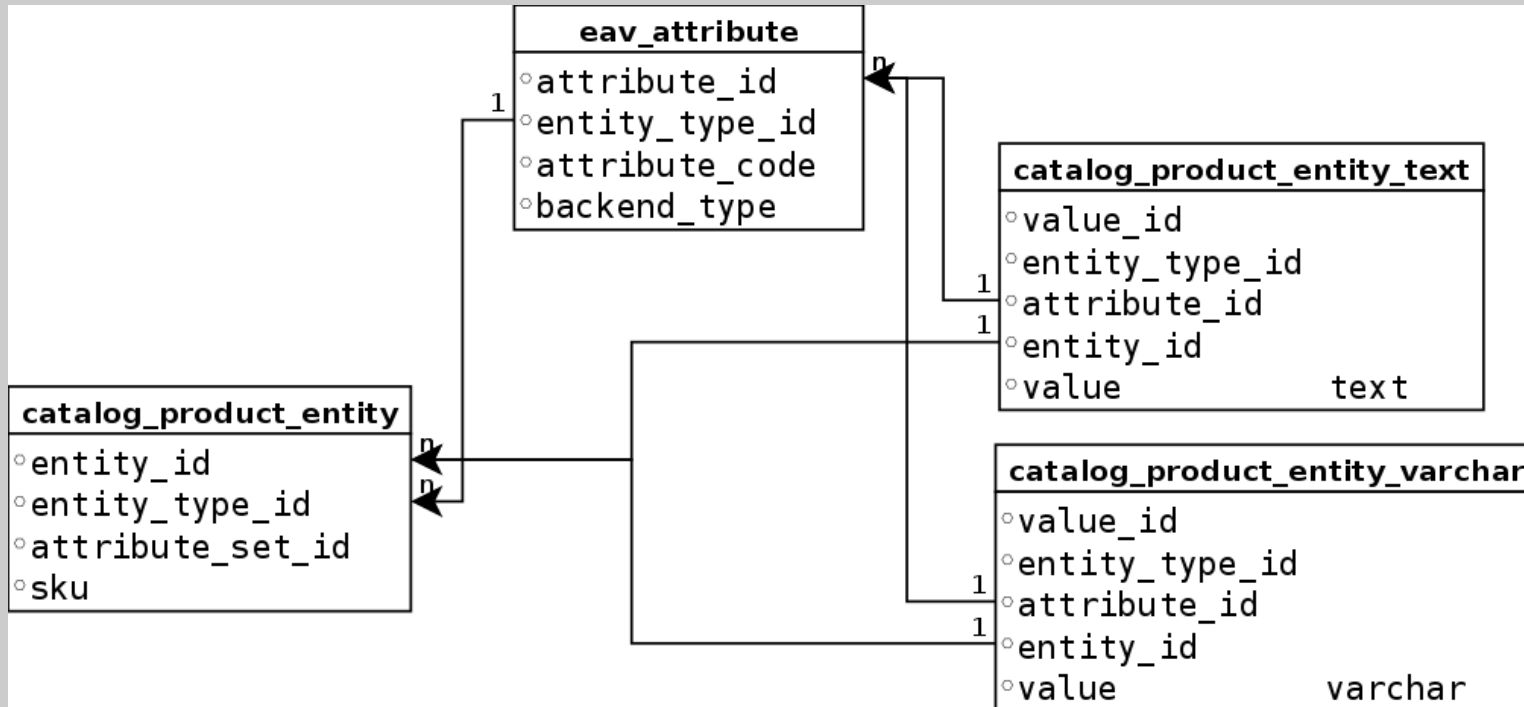 eav_attribute
attribute_id
entity_type_id
attribute_code
backend_type
n
1
catalog_product_entity_text
value_id
entity_type_id
attribute_id
entity_id
value text
1
1
catalog_product_entity
entity_id
entity_type_id
attribute_set_id
sku
n
n
catalog_product_entity_varchar
value_id
entity_type_id
attribute_id
entity_id
value varchar
1
1